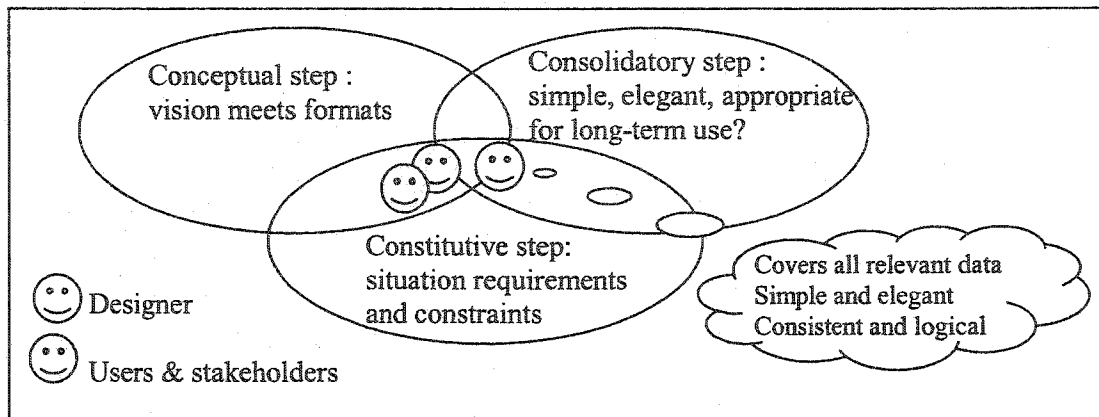 Conceptual step :
vision meets formats
Consolidatory step :
simple, elegant, appropriate
for long-term use?
Constitutive step:
situation requirements
and constraints
Covers all relevant data
Simple and elegant
Consistent and logical
Designer
Users & stakeholders